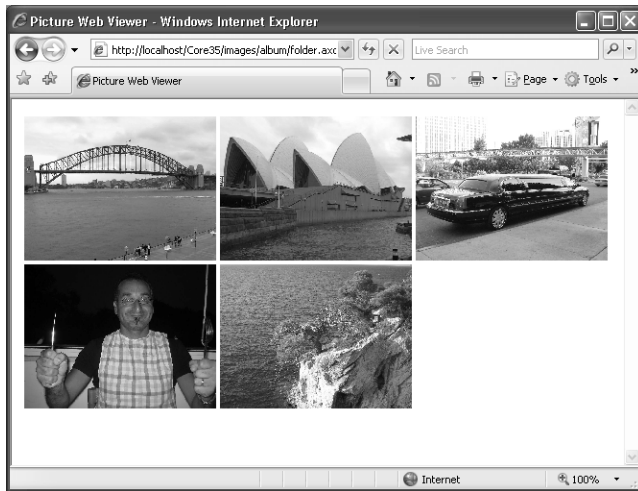 Picture Web Viewer - Windows Internet Explorer
http://localhost/Core35/images/album/folder.axd
Live Search
Picture Web Viewer
Page
Tools
»
Internet
100%